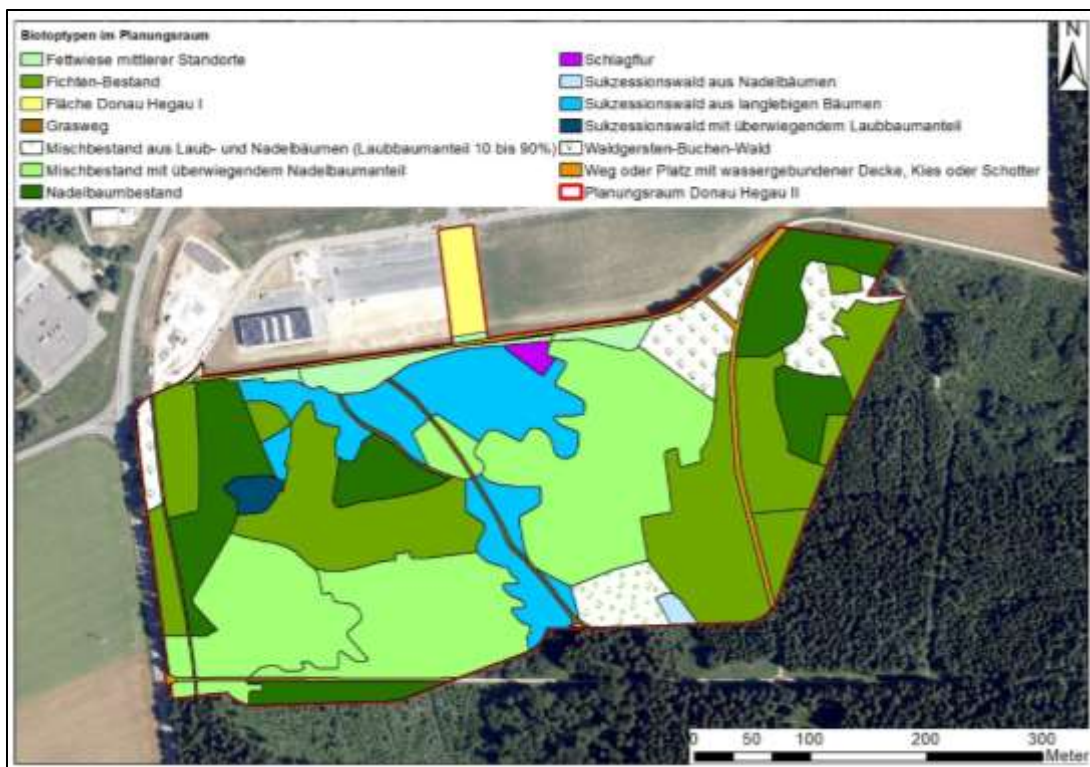 Biotoptypen im Planungsraum
Fettwiese mittlerer Standorte
Fichten-Bestand
Fläche Donau Hegau I
Grasweg
Mischbestand aus Laub- und Nadelbäumen (Laubbaumanteil 10 bis 90%)
Mischbestand mit überwiegendem Nadelbaumanteil
Nadelbaumbestand
Schlagflur
Sukzessionswald aus Nadelbäumen
Sukzessionswald aus langlebigen Bäumen
Sukzessionswald mit überwiegendem Laubbaumanteil
Waldgersten-Buchen-Wald
Weg oder Platz mit wassergebundener Decke, Kies oder Schotter
Planungsraum Donau Hegau II
N
0 50 100 200 300
Meter